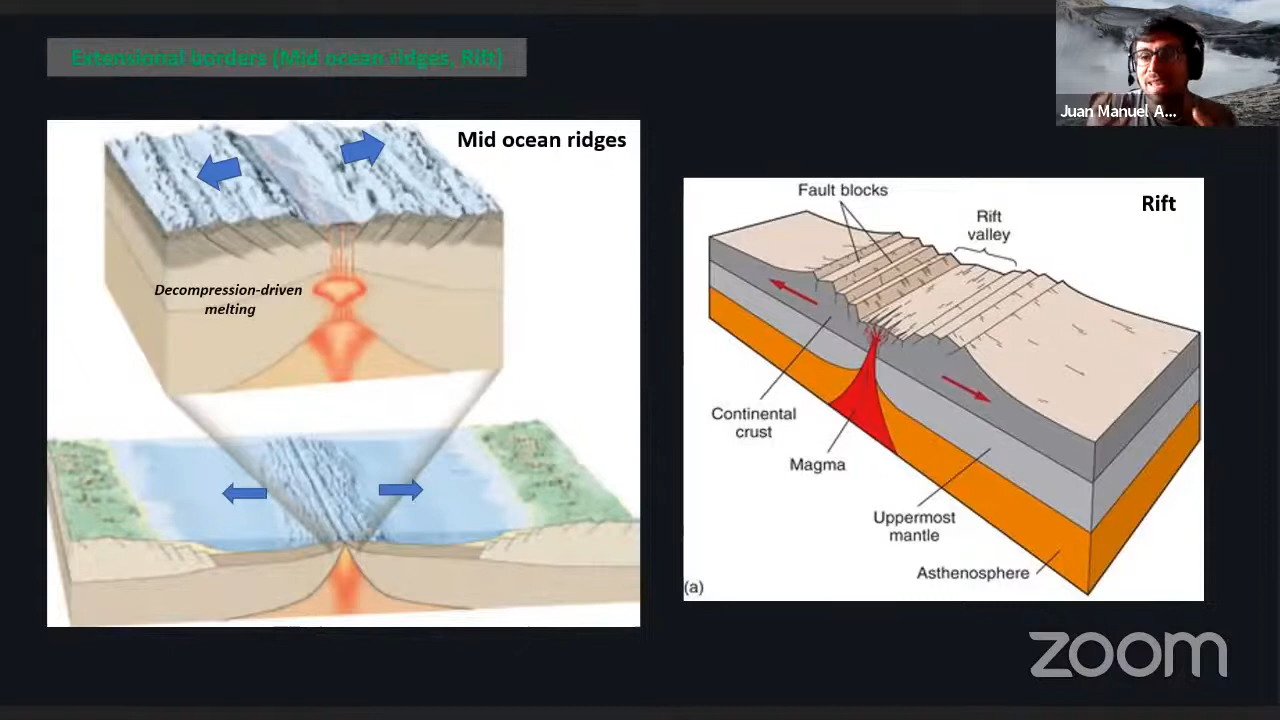 Extensional borders (Mid ocean ridges, Rift)
Juan Manuel A...
Mid ocean ridges
Decompression-driven
melting
Rift
Fault blocks
Rift
valley
Continental
crust
Magma
Uppermost
mantle
Asthenosphere
(a)
zoom